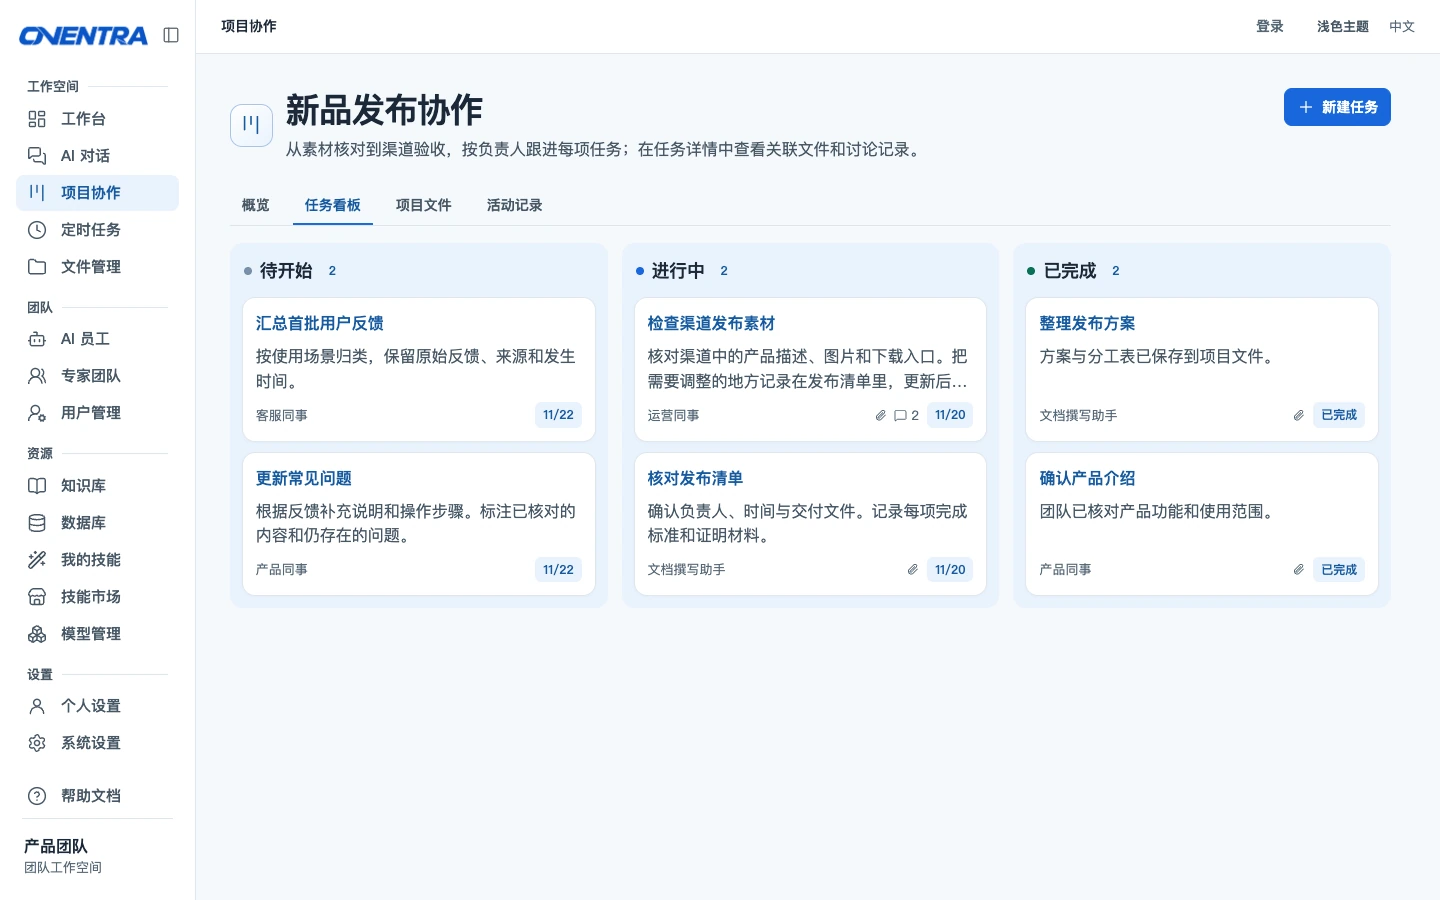 CNENTRA
工作空间
工作台
AI 对话
项目协作
定时任务
文件管理
团队
AI 员工
专家团队
用户管理
资源
知识库
数据库
我的技能
技能市场
模型管理
设置
个人设置
系统设置
帮助文档
产品团队
团队工作空间
项目协作
登录
浅色主题
中文
新品发布协作
从素材核对到渠道验收，按负责人跟进每项任务；在任务详情中查看关联文件和讨论记录。
新建任务
概览
任务看板
项目文件
活动记录
待开始 2
汇总首批用户反馈
按使用场景归类，保留原始反馈、来源和发生
时间。
客服同事 11/22
更新常见问题
根据反馈补充说明和操作步骤。标注已核对的
内容和仍存在的问题。
产品同事 11/22
进行中 2
检查渠道发布素材
核对渠道中的产品描述、图片和下载入口。把
需要调整的地方记录在发布清单里，更新后...
运营同事 2 11/20
核对发布清单
确认负责人、时间与交付文件。记录每项完成
标准和证明材料。
文档撰写助手 11/20
已完成 2
整理发布方案
方案与分工表已保存到项目文件。
文档撰写助手 已完成
确认产品介绍
团队已核对产品功能和使用范围。
产品同事 已完成